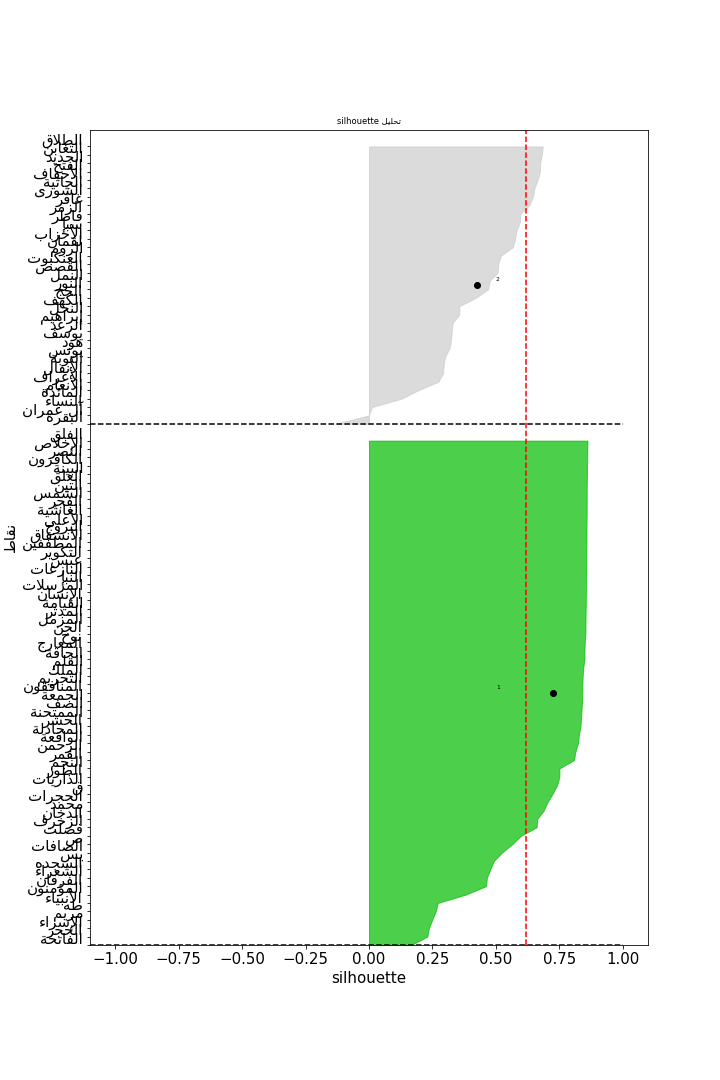 تحليل silhouette
الطلاق
التغابن
الحديد
الفتح
الأحقاف
الجاثية
الشورى
غافر
الزمر
فاطر
سبأ
الأحزاب
لقمان
الروم
العنكبوت
القصص
النمل
النور
الحج
الكهف
النحل
إبراهيم
الرعد
يوسف
هود
يونس
التوبة
الأنفال
الأعراف
الأنعام
المائدة
النساء
آل عمران
البقرة
2
الفلق
الإخلاص
النصر
الكافرون
البينة
العلق
التين
الشمس
الفجر
الغاشية
الأعلى
البروج
الانشقاق
المطففين
التكوير
عبس
النازعات
النبأ
المرسلات
الإنسان
القيامة
المدثر
المزمل
الجن
نوح
المعارج
الحاقة
القلم
الملك
التحريم
المنافقون
الجمعة
الصف
الممتحنة
الحشر
المجادلة
الواقعة
الرحمن
القمر
النجم
الطور
الذاريات
ق
الحجرات
محمد
الدخان
الزخرف
فصلت
ص
الصافات
يس
السجدة
الشعراء
الفرقان
المؤمنون
الأنبياء
طه
مريم
الإسراء
الحجر
الفاتحة
1
نقاط
−1.00 −0.75 −0.50 −0.25 0.00 0.25 0.50 0.75 1.00
silhouette